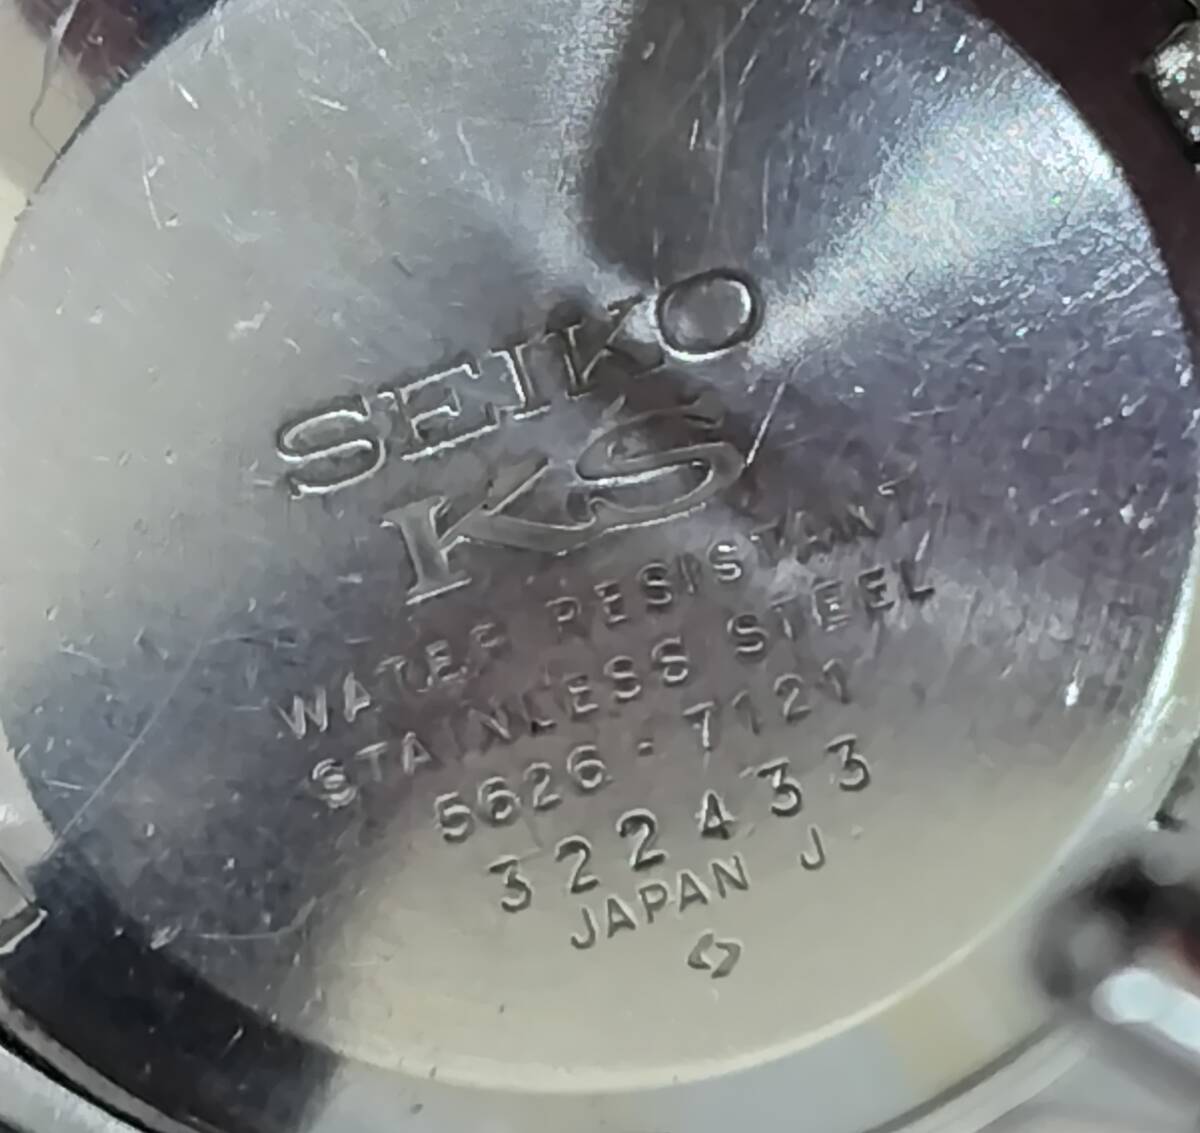 SEIKO
KS
WATER RESISTANT
STAINLESS STEEL
5626-7121
322433
JAPAN J